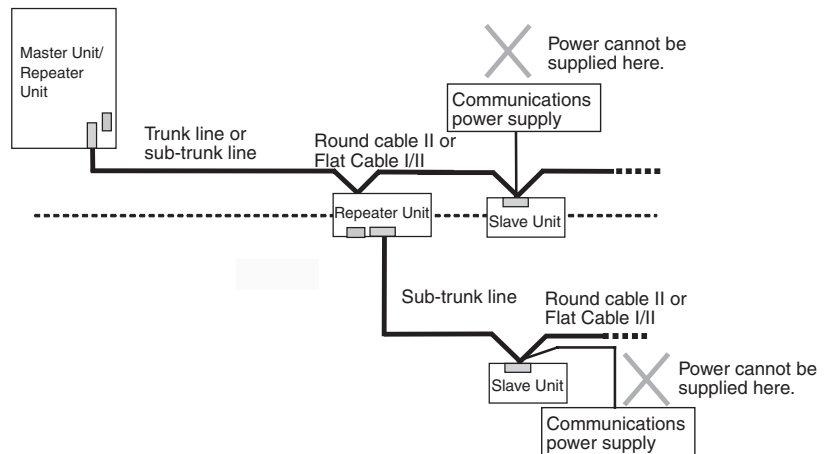 Master Unit/
Repeater
Unit
Power cannot be
supplied here.
Communications
power supply
Trunk line or
sub-trunk line
Round cable II or
Flat Cable I/II
Repeater Unit
Slave Unit
Sub-trunk line
Round cable II or
Flat Cable I/II
Slave Unit
Power cannot be
supplied here.
Communications
power supply